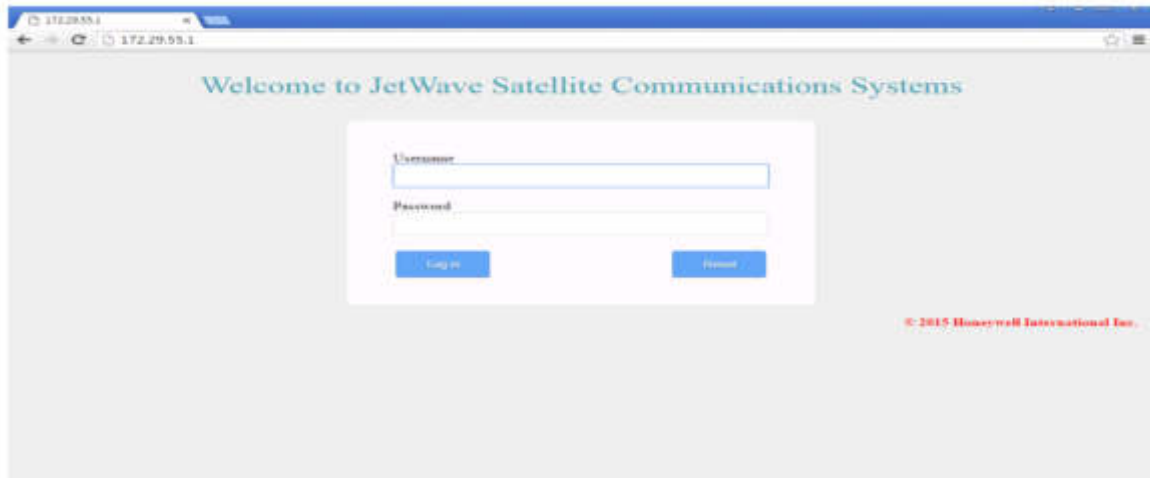 172.29.55.1
172.29.55.1
Welcome to JetWave Satellite Communications Systems
Username
Password
Log in
Reset
© 2015 Honeywell International Inc.